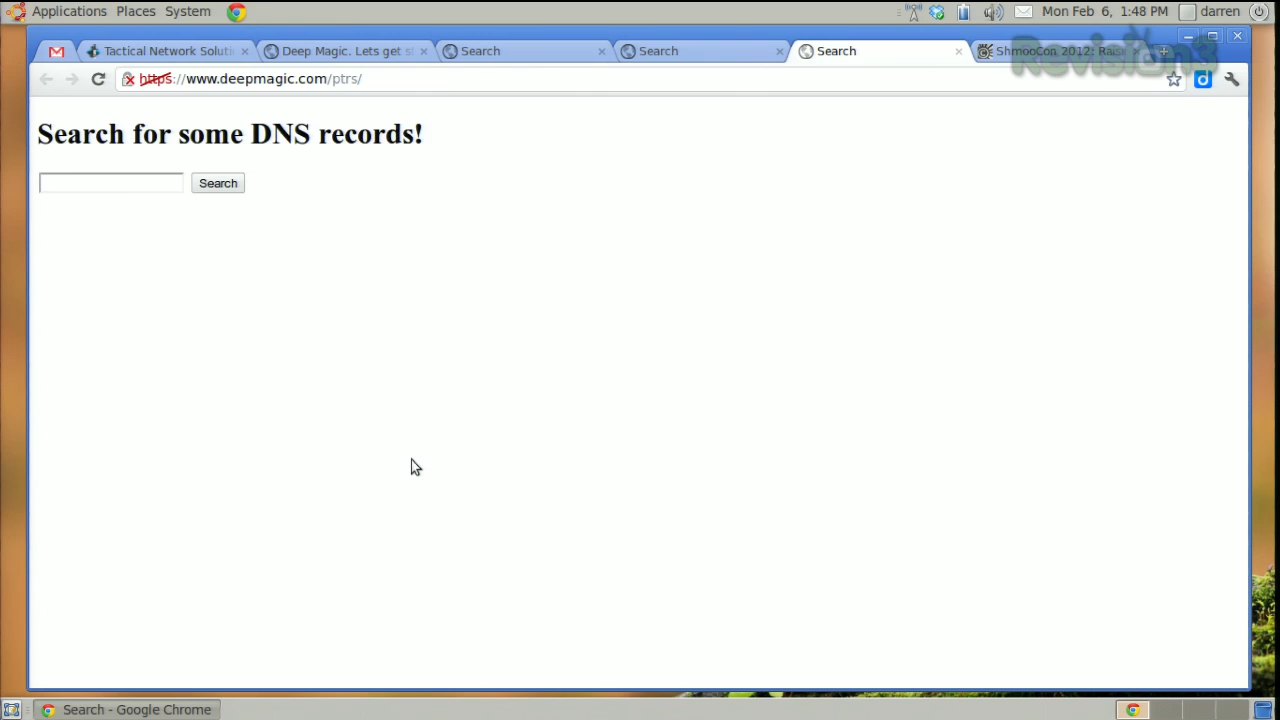 Applications Places System
Mon Feb 6, 1:48 PM darren
Tactical Network Soluti
Deep Magic. Lets get s
Search
Search
Search
ShmooCon 2012: Rais
Revision3
https://www.deepmagic.com/ptrs/
Search for some DNS records!
Search
Search - Google Chrome